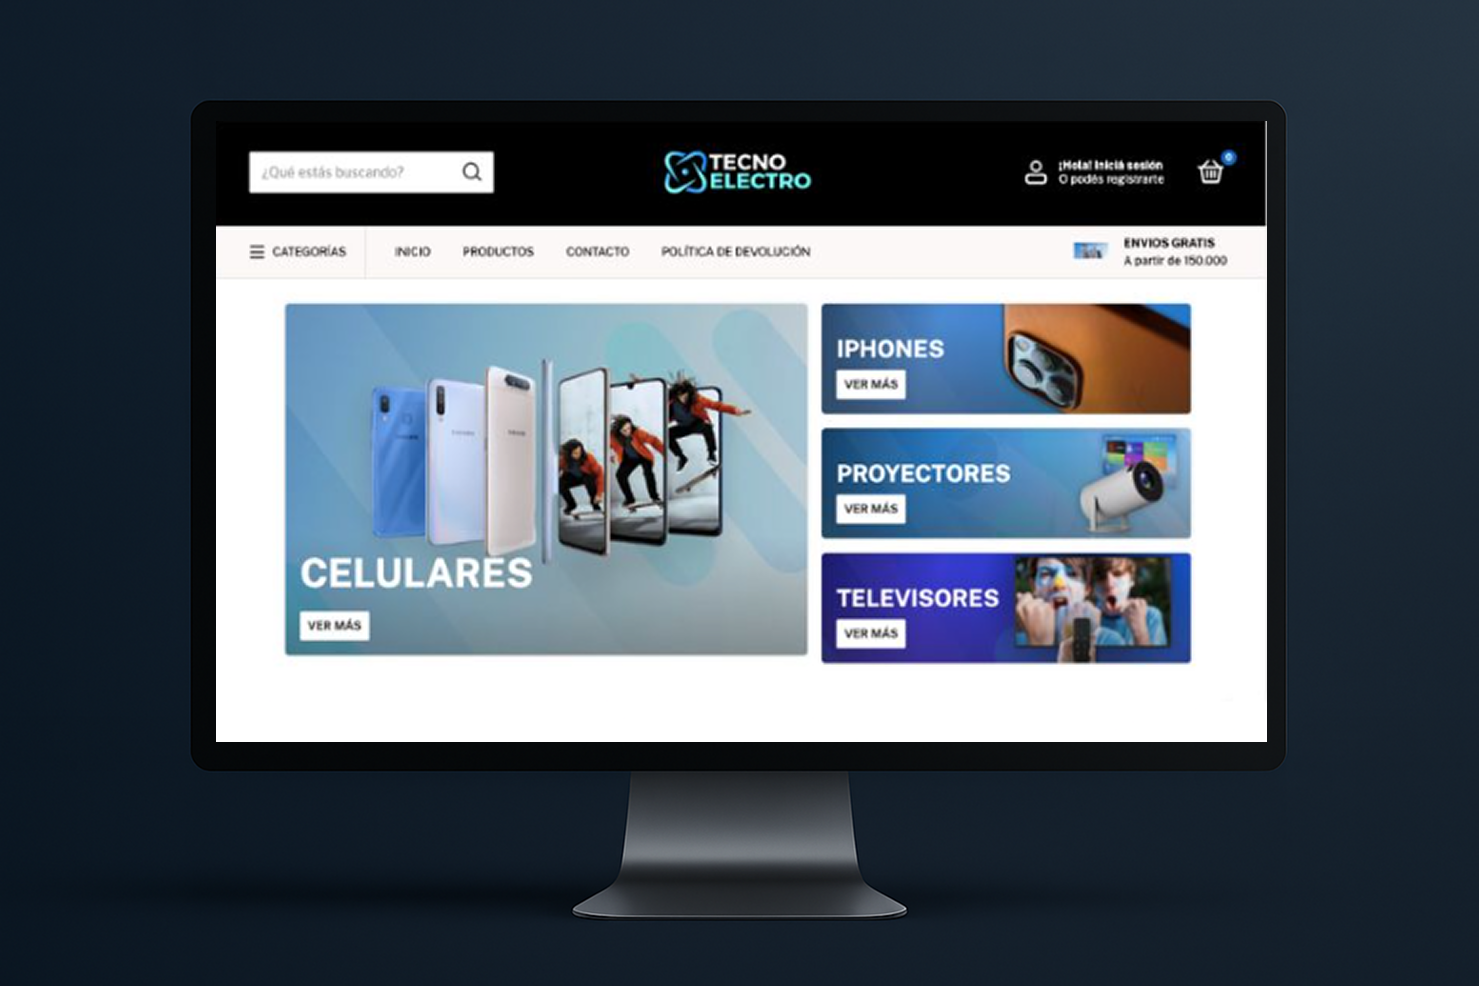 ¿Qué estás buscando?
TECNO
ELECTRO
¡Hola! Iniciá sesión
O podés registrarte
0
CATEGORÍAS
INICIO
PRODUCTOS
CONTACTO
POLÍTICA DE DEVOLUCIÓN
ENVIOS GRATIS
A partir de 150.000
CELULARES
VER MÁS
IPHONES
VER MÁS
PROYECTORES
VER MÁS
TELEVISORES
VER MÁS